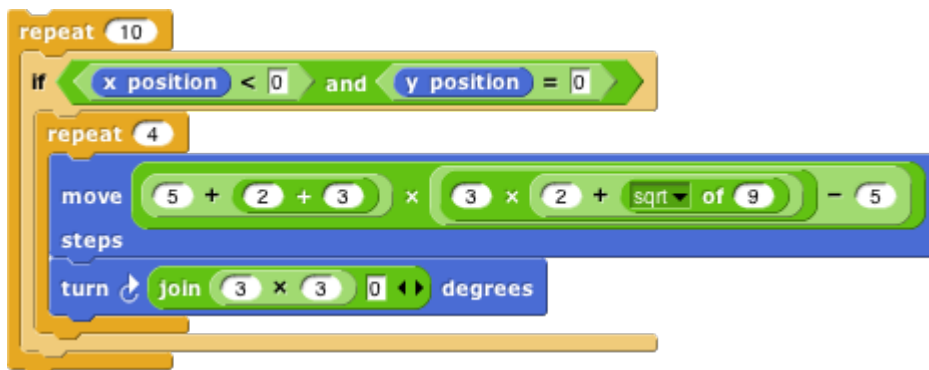 repeat 10
if x position < 0 and y position = 0
repeat 4
move 5 + 2 + 3 × 3 × 2 + sqrt of 9 - 5
steps
turn join 3 × 3 0 degrees